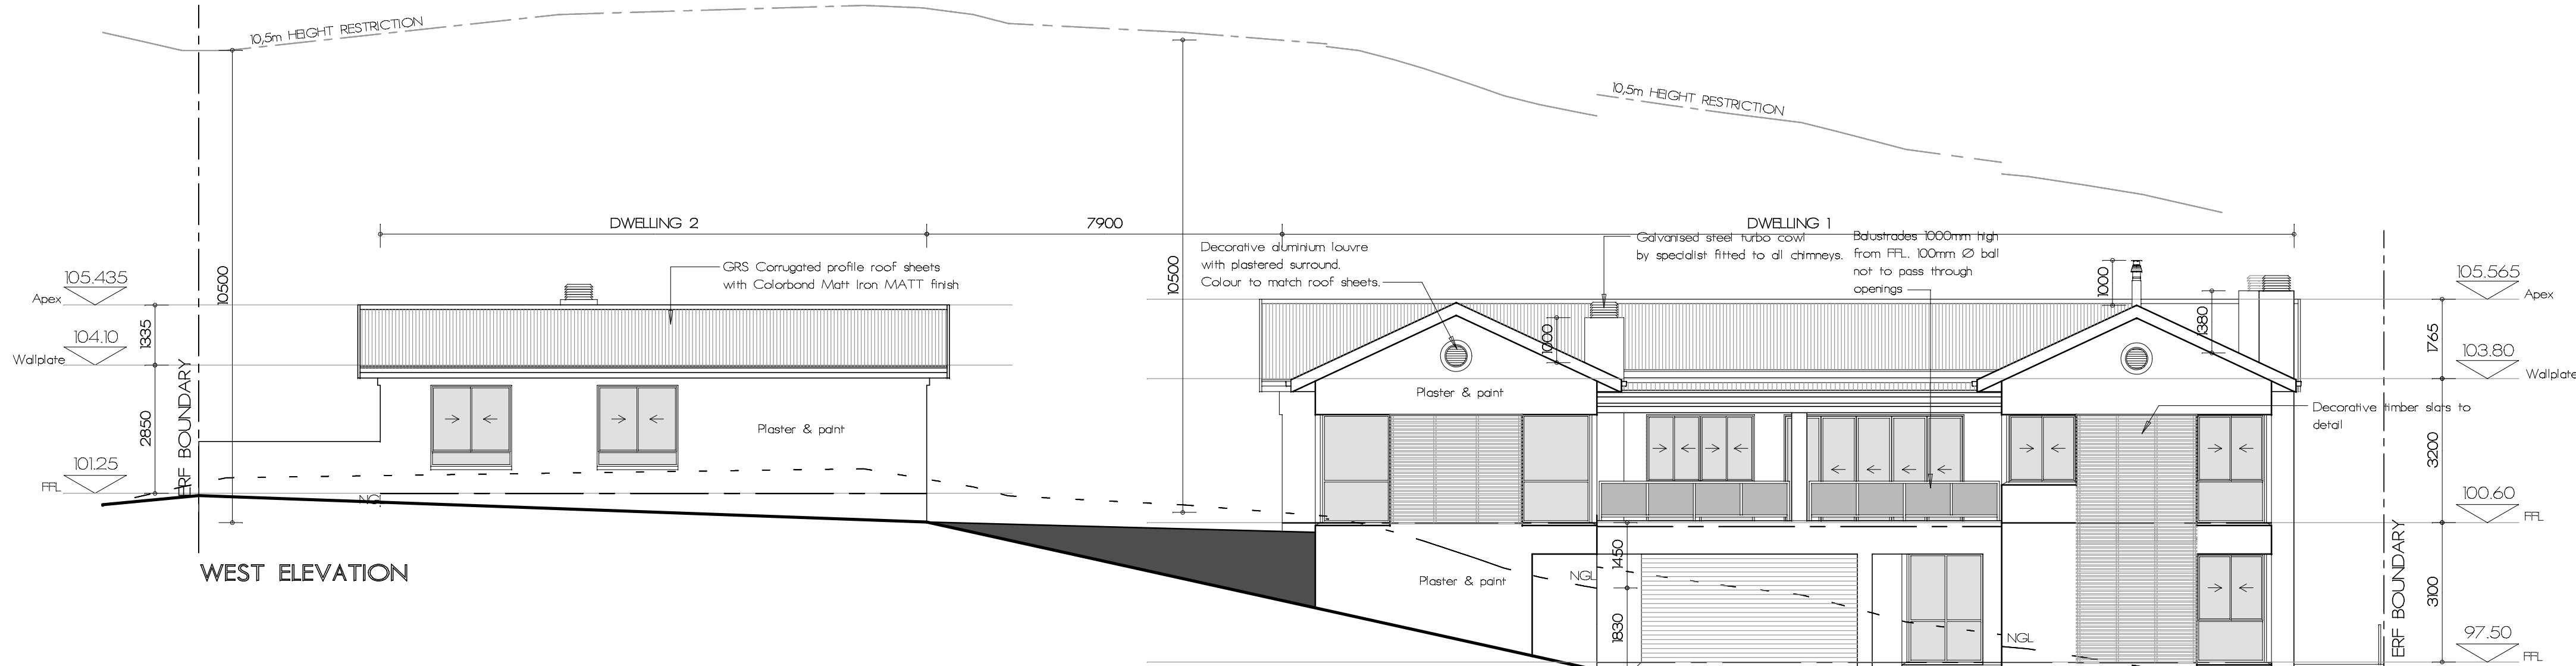 10,5m HEIGHT RESTRICTION
10,5m HEIGHT RESTRICTION
DWELLING 2
7900
DWELLING 1
Decorative aluminium louvre
with plastered surround.
Colour to match roof sheets.
Galvanised steel turbo cowl
by specialist fitted to all chimneys.
Balustrades 1000mm high
from FFL. 100mm Ø ball
not to pass through
openings
GRS Corrugated profile roof sheets
with Colorbond Matt Iron MATT finish
105.435
Apex
104.10
Wallplate
101.25
FFL
1335
2850
ERF BOUNDARY
10500
10500
1000
1000
1380
105.565
Apex
103.80
Wallplate
100.60
FFL
97.50
FFL
1765
3200
3100
ERF BOUNDARY
Plaster & paint
Plaster & paint
Decorative timber slats to
detail
NGL
Plaster & paint
1450
1830
NGL
NGL
WEST ELEVATION